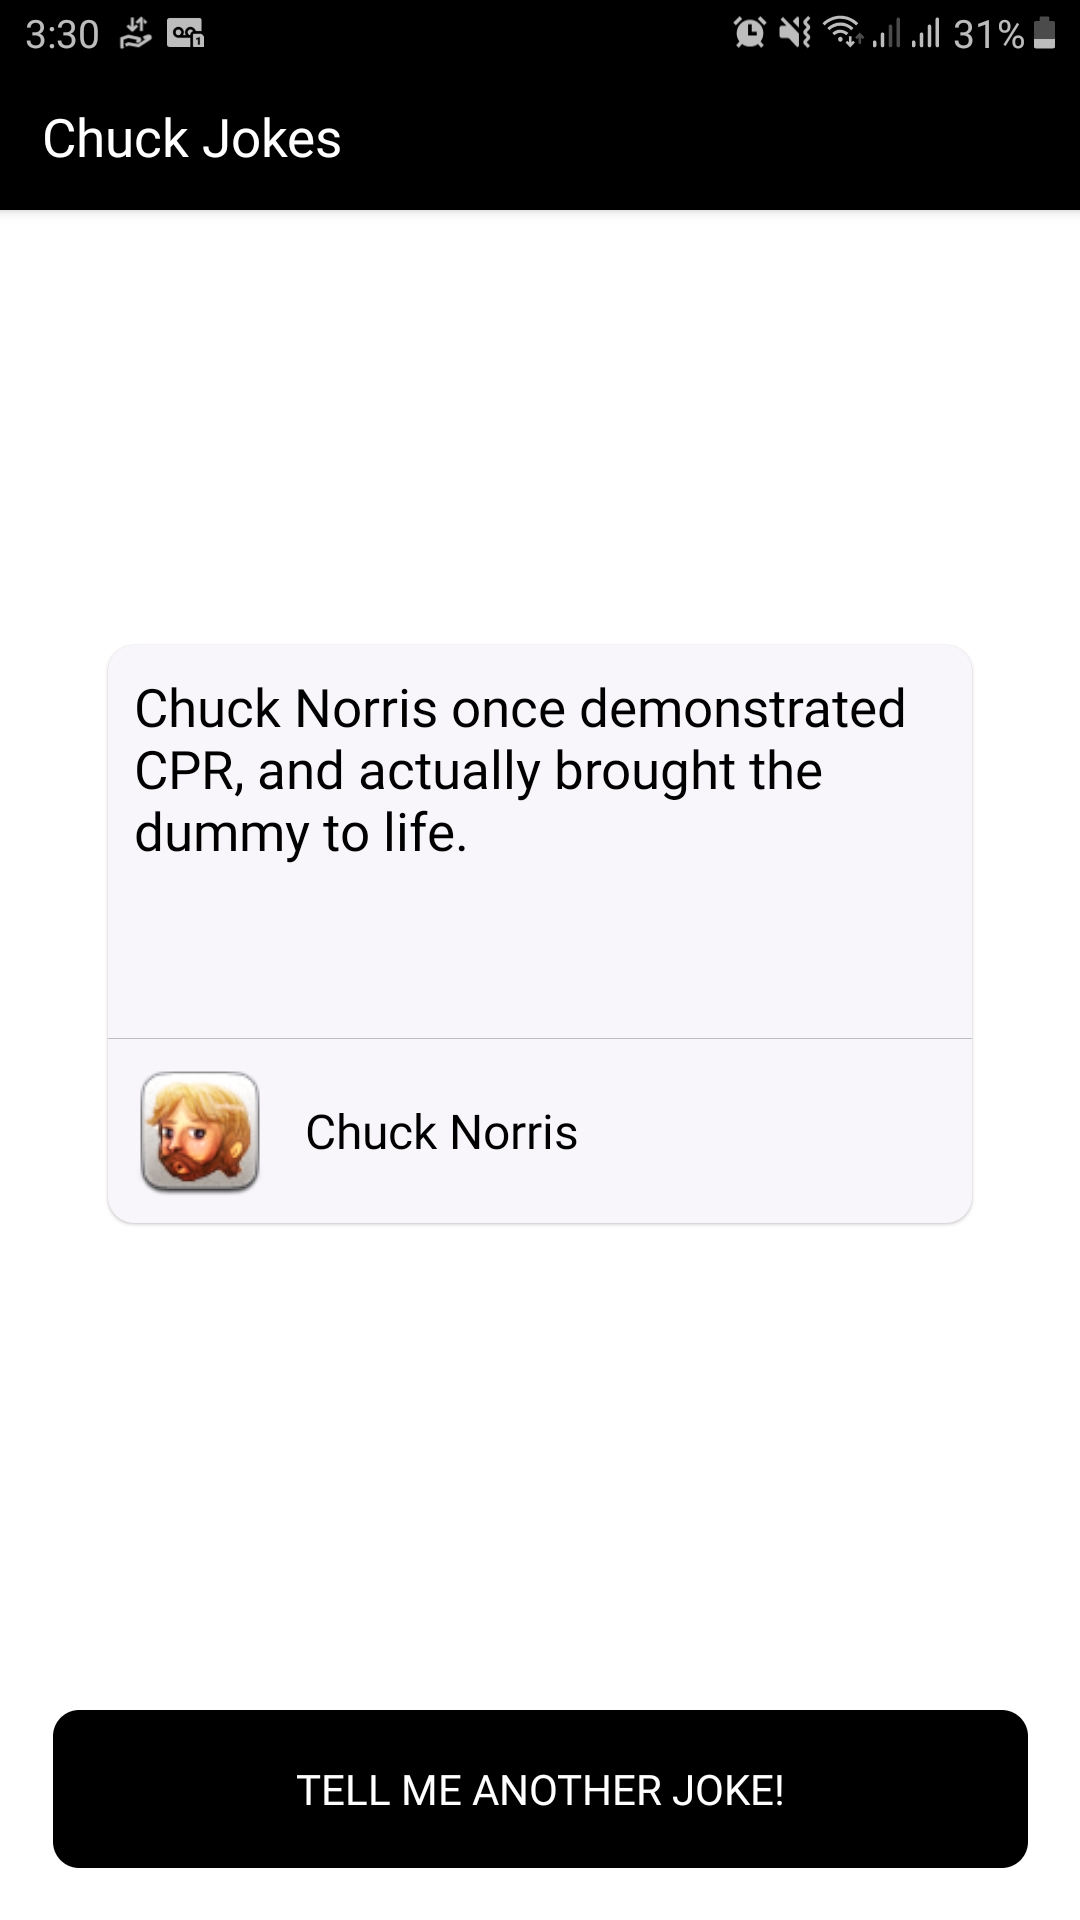 3:30
31%
Chuck Jokes
Chuck Norris once demonstrated
CPR, and actually brought the
dummy to life.
Chuck Norris
TELL ME ANOTHER JOKE!